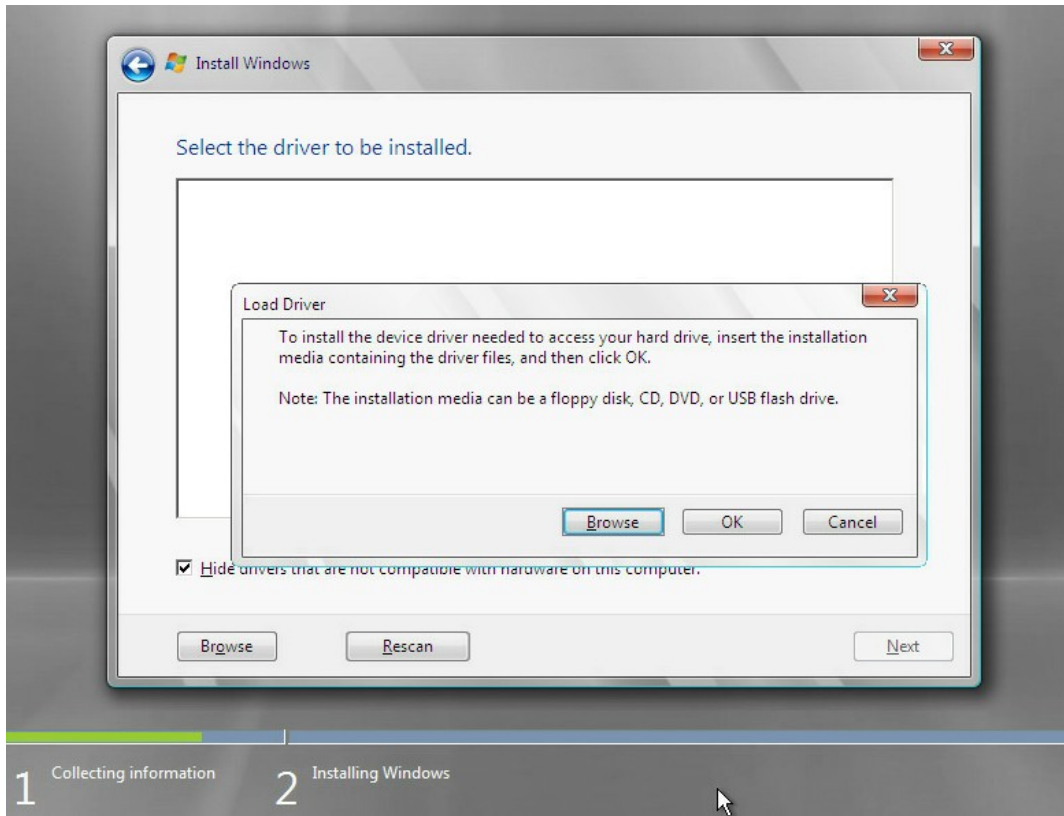 Install Windows
Select the driver to be installed.
Load Driver
To install the device driver needed to access your hard drive, insert the installation
media containing the driver files, and then click OK.
Note: The installation media can be a floppy disk, CD, DVD, or USB flash drive.
Browse OK Cancel
Hide drivers that are not compatible with hardware on this computer.
Browse Rescan Next
1 Collecting information 2 Installing Windows